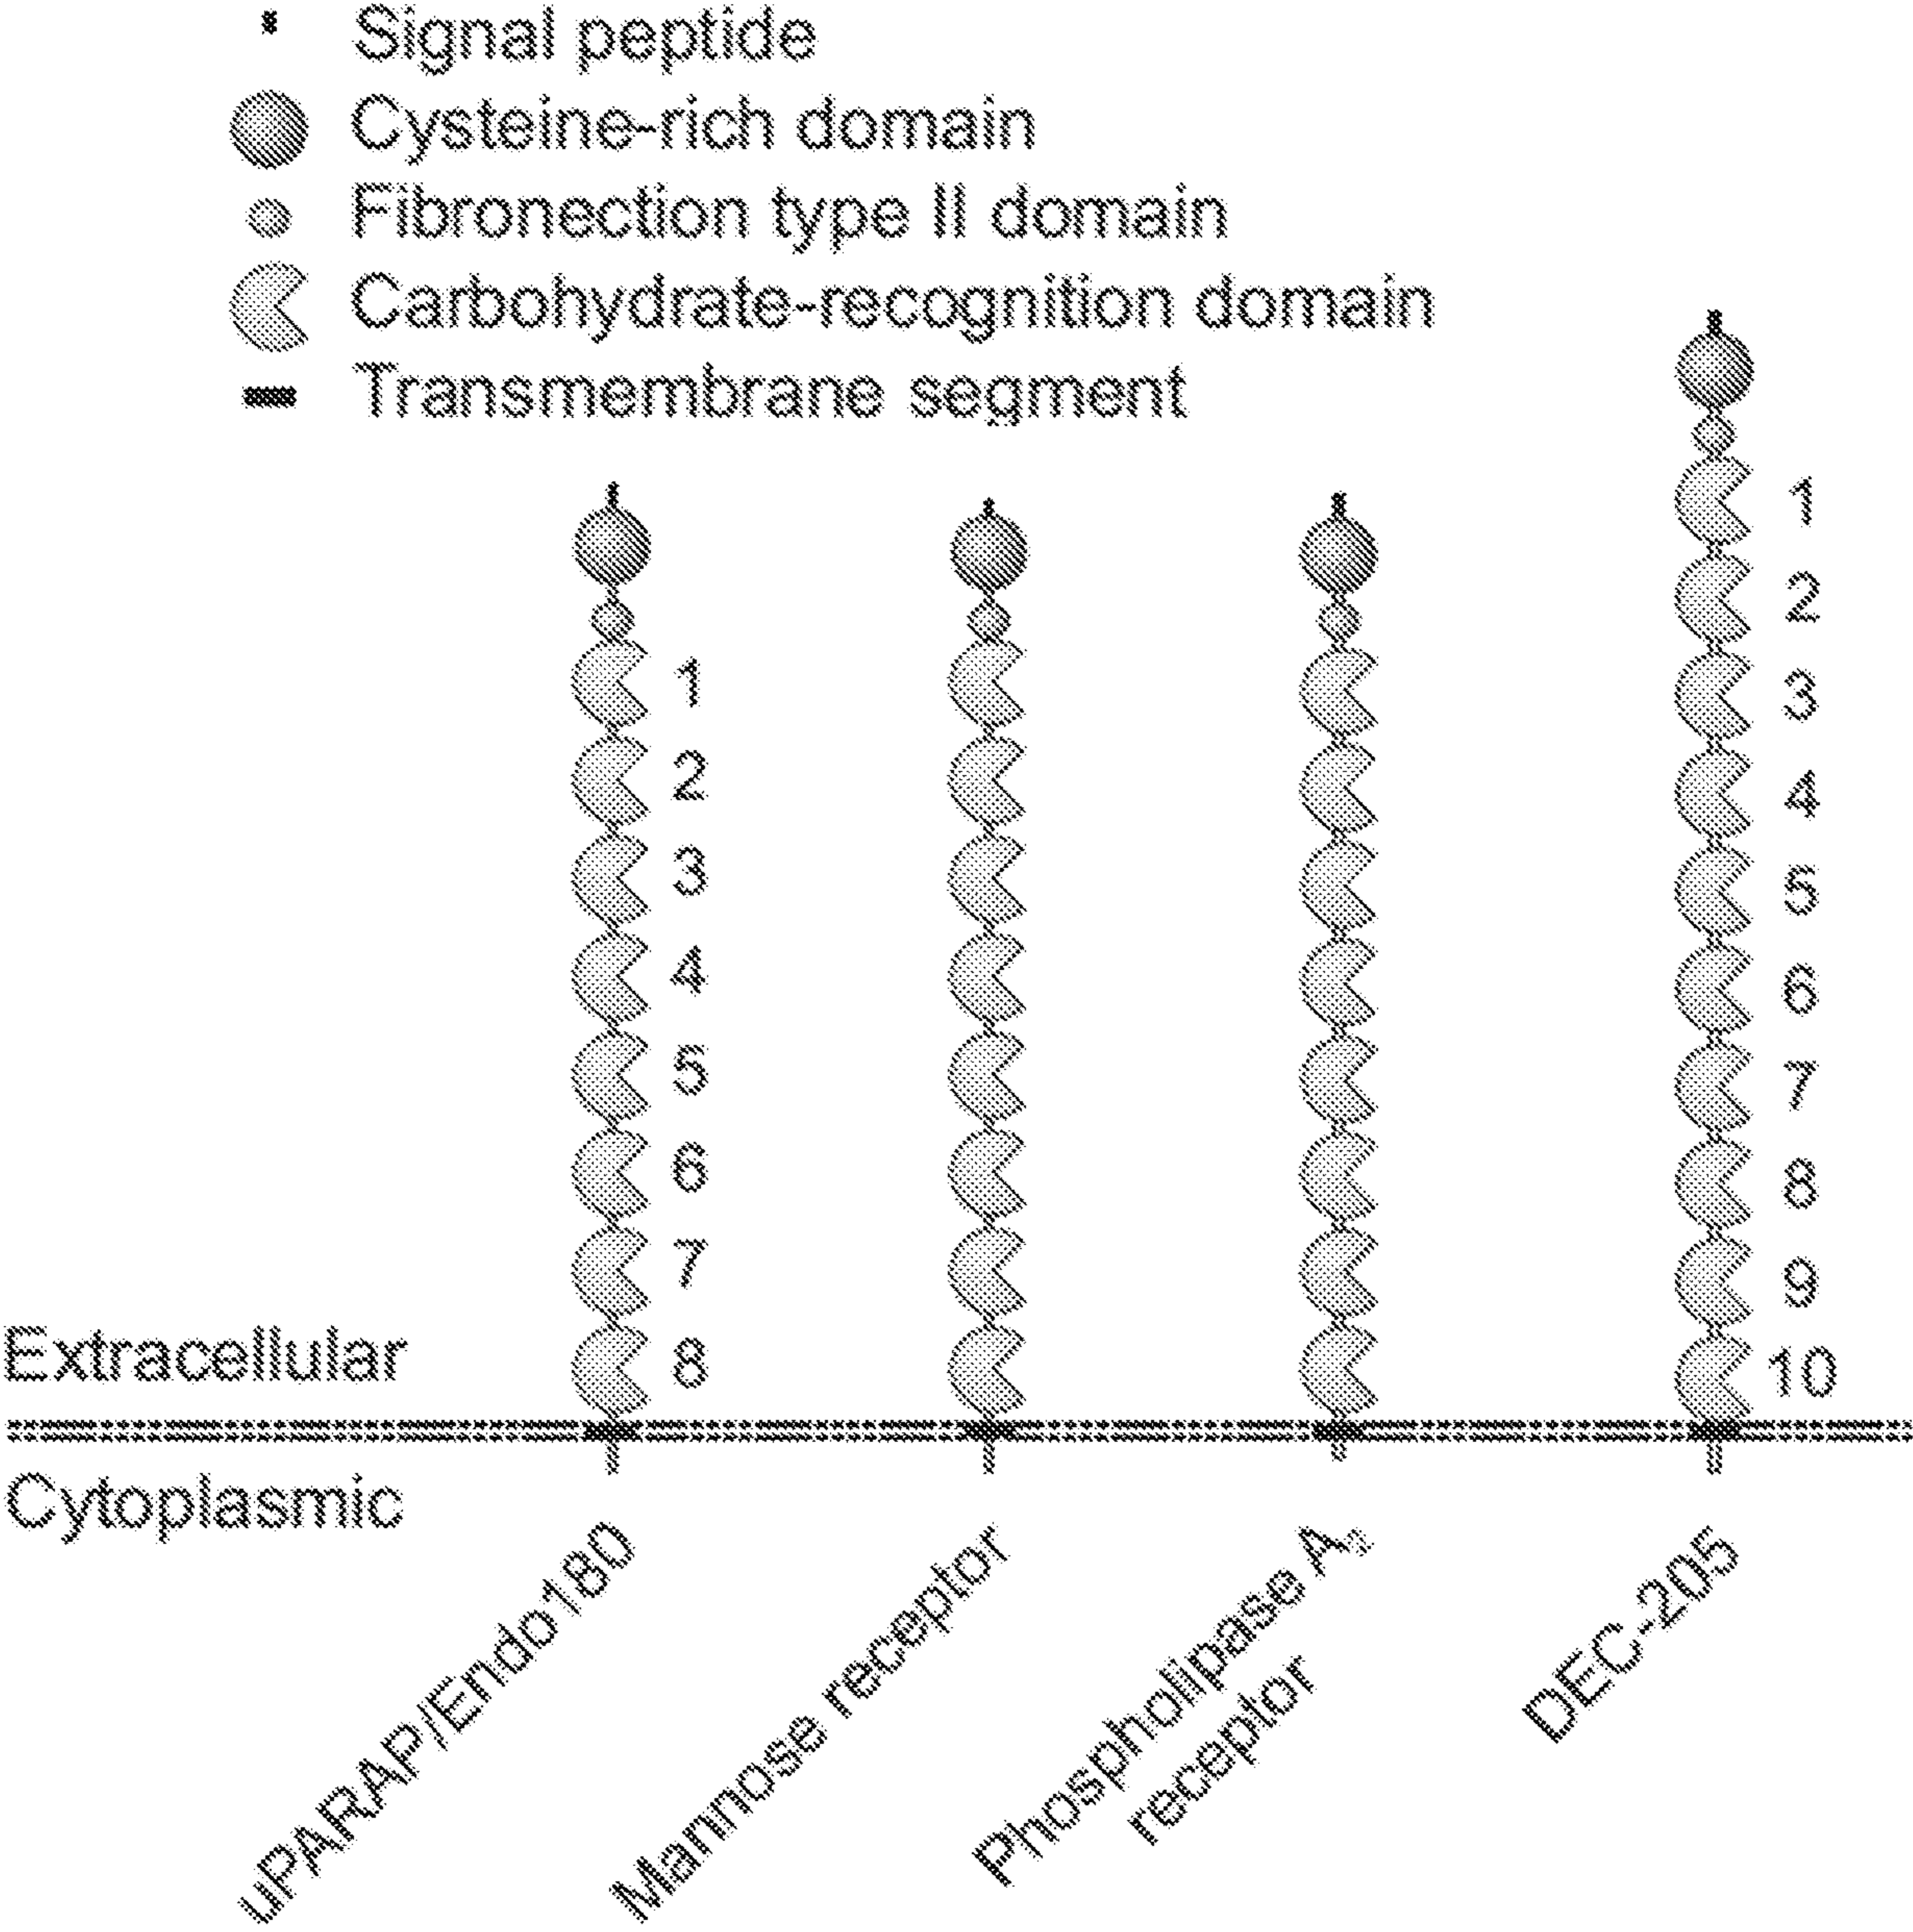 Signal peptide
Cysteine-rich domain
Fibronection type II domain
Carbohydrate-recognition domain
Transmembrane segment
1
2
3
4
5
6
7
8
1
2
3
4
5
6
7
8
9
10
Extracellular
Cytoplasmic
uPARAP/Endo180
Mannose receptor
Phospholipase A₂
receptor
DEC-205